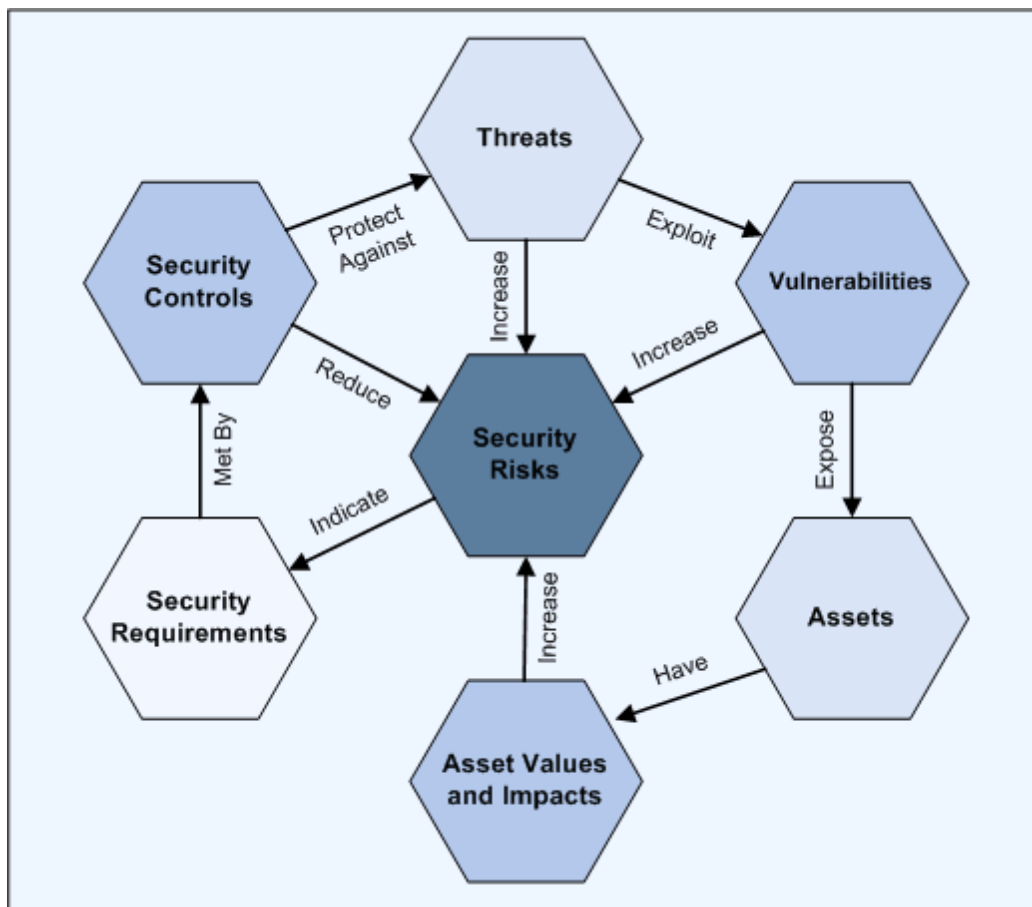 Threats
Protect
Against
Exploit
Security
Controls
Increase
Vulnerabilities
Reduce
Increase
Met By
Security
Risks
Expose
Indicate
Security
Requirements
Increase
Assets
Have
Asset Values
and Impacts